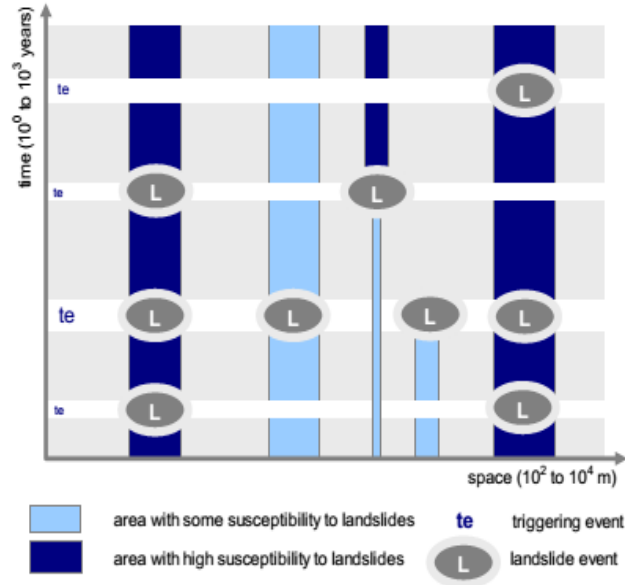 time (10⁰ to 10³ years)
te
L
te
L
L
te
L
L
L
L
te
L
L
space (10² to 10⁴ m)
area with some susceptibility to landslides
te
triggering event
area with high susceptibility to landslides
L
landslide event